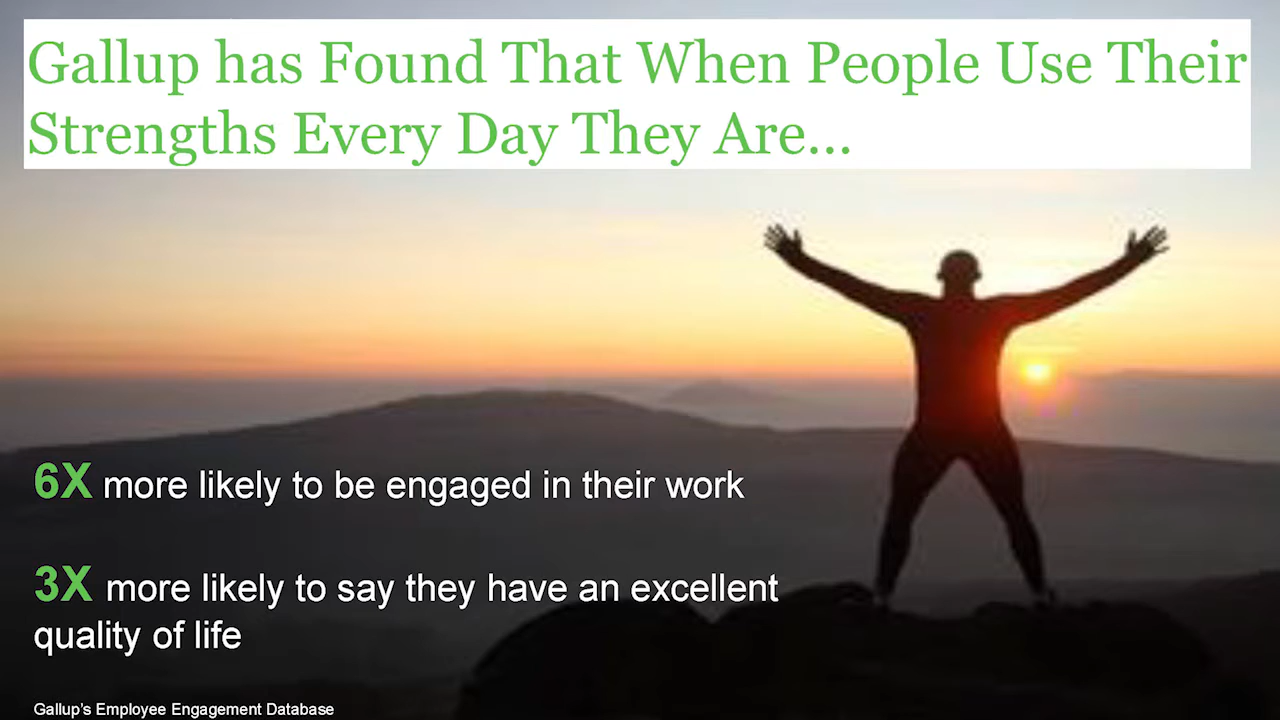 Gallup has Found That When People Use Their
Strengths Every Day They Are...
6X more likely to be engaged in their work
3X more likely to say they have an excellent
quality of life
Gallup's Employee Engagement Database